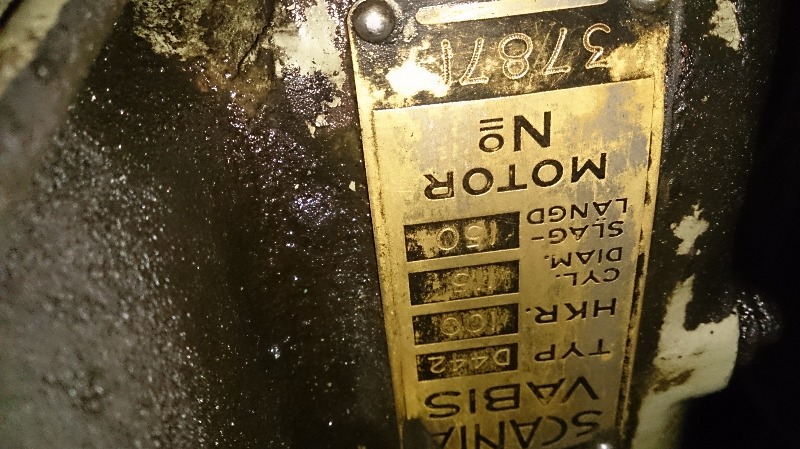 SCANIA
VABIS
TYP D442
HKR. 100
CYL. DIAM. 115
SLAG- LÄNGD 150
MOTOR
No
37871